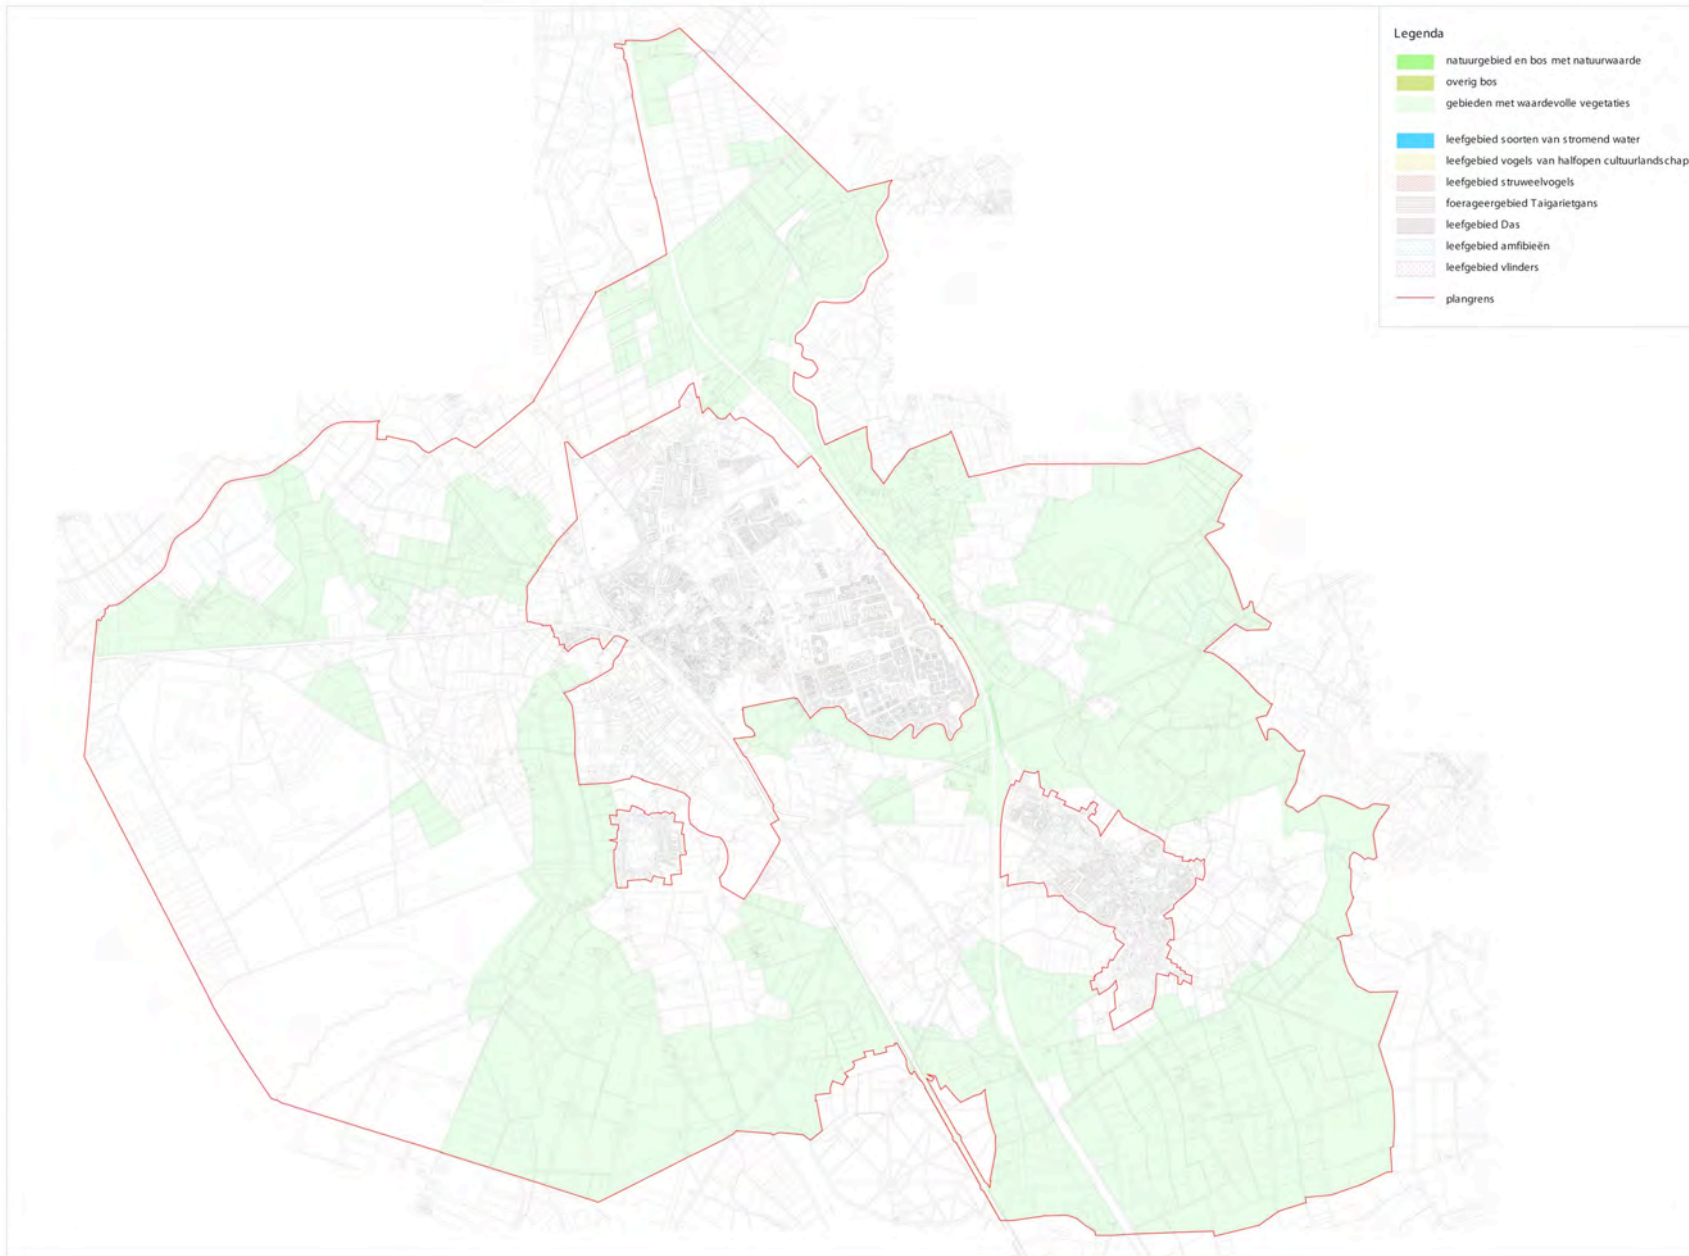 Legenda
natuurgebied en bos met natuurwaarde
overig bos
gebieden met waardevolle vegetaties
leefgebied soorten van stromend water
leefgebied vogels van halfopen cultuurlandschap
leefgebied struweelvogels
foerageergebied Taigarietgans
leefgebied Das
leefgebied amfibieën
leefgebied vlinders
plangrens